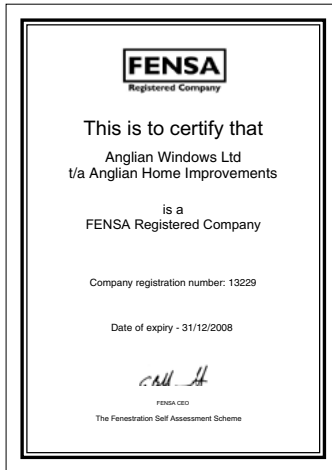 FENSA
Registered Company
This is to certify that
Anglian Windows Ltd
t/a Anglian Home Improvements
is a
FENSA Registered Company
Company registration number: 13229
Date of expiry - 31/12/2008
FENSA CEO
The Fenestration Self Assessment Scheme